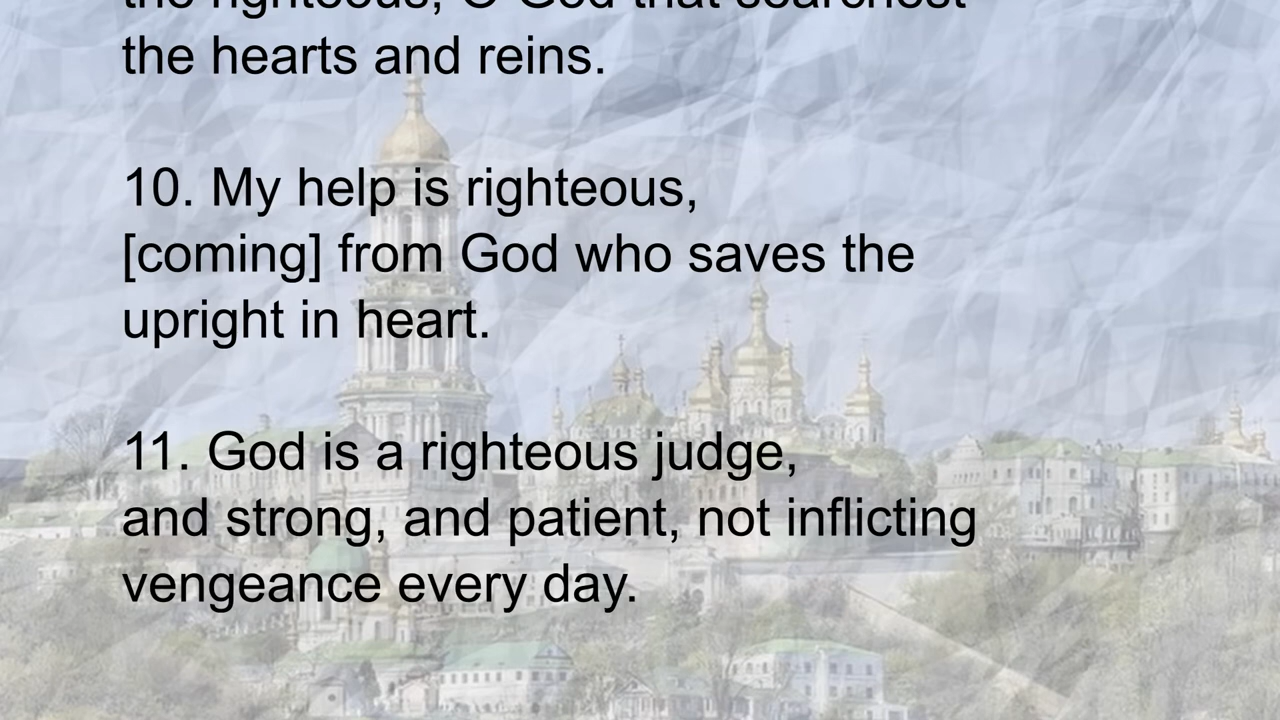 the righteous, O God that searchest
the hearts and reins.
10. My help is righteous,
[coming] from God who saves the
upright in heart.
11. God is a righteous judge,
and strong, and patient, not inflicting
vengeance every day.